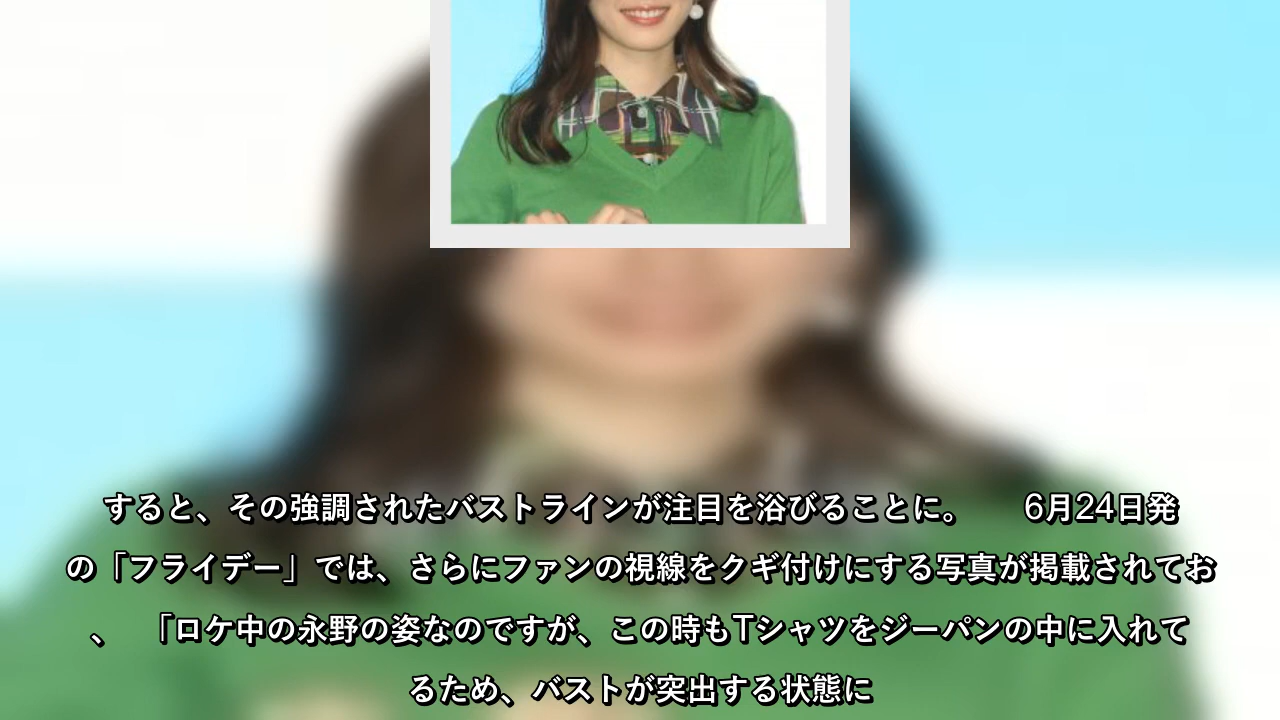 すると、その強調されたバストラインが注目を浴びることに。　　6月24日発
の「フライデー」では、さらにファンの視線をクギ付けにする写真が掲載されてお
、　「ロケ中の永野の姿なのですが、この時もTシャツをジーパンの中に入れて
るため、バストが突出する状態に